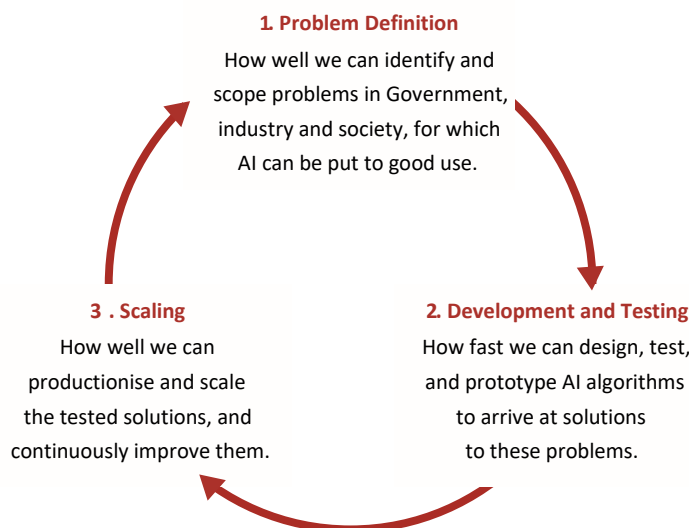 1. Problem Definition
How well we can identify and
scope problems in Government,
industry and society, for which
AI can be put to good use.
3 . Scaling
How well we can
productionise and scale
the tested solutions, and
continuously improve them.
2. Development and Testing
How fast we can design, test,
and prototype AI algorithms
to arrive at solutions
to these problems.